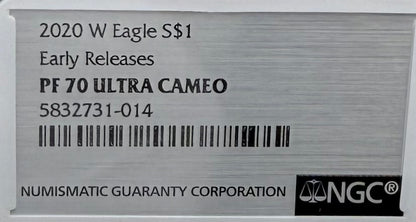 2020 W Eagle S$1
Early Releases
PF 70 ULTRA CAMEO
5832731-014
NUMISMATIC GUARANTY CORPORATION NGC®